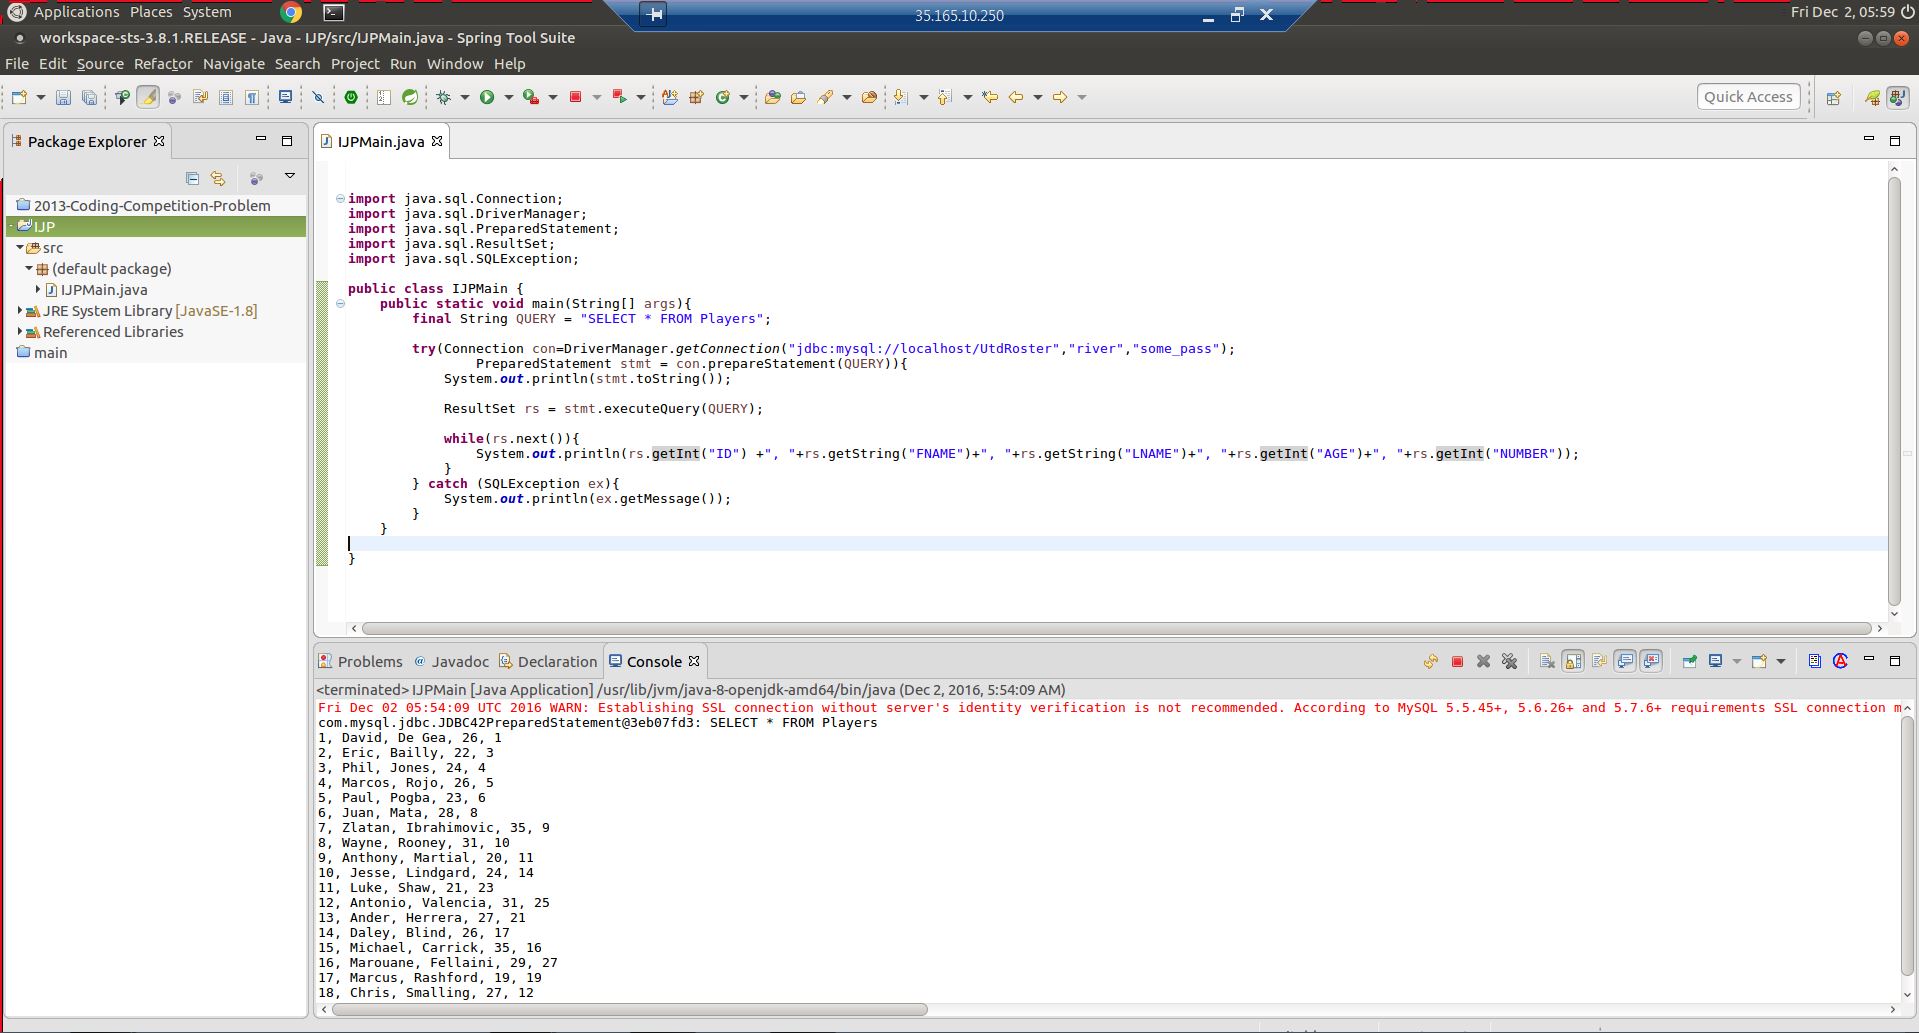 Applications Places System
35.165.10.250
Fri Dec 2, 05:59
workspace-sts-3.8.1.RELEASE - Java - IJP/src/IJPMain.java - Spring Tool Suite
File Edit Source Refactor Navigate Search Project Run Window Help
Quick Access
Package Explorer
2013-Coding-Competition-Problem
IJP
src
(default package)
IJPMain.java
JRE System Library [JavaSE-1.8]
Referenced Libraries
main
IJPMain.java
import java.sql.Connection;
import java.sql.DriverManager;
import java.sql.PreparedStatement;
import java.sql.ResultSet;
import java.sql.SQLException;
public class IJPMain {
public static void main(String[] args){
final String QUERY = "SELECT * FROM Players";
try(Connection con=DriverManager.getConnection("jdbc:mysql://localhost/UtdRoster","river","some_pass");
PreparedStatement stmt = con.prepareStatement(QUERY)){
System.out.println(stmt.toString());
ResultSet rs = stmt.executeQuery(QUERY);
while(rs.next()){
System.out.println(rs.getInt("ID") +", "+rs.getString("FNAME")+", "+rs.getString("LNAME")+", "+rs.getInt("AGE")+", "+rs.getInt("NUMBER"));
}
} catch (SQLException ex){
System.out.println(ex.getMessage());
}
}
}
Problems Javadoc Declaration Console
<terminated> IJPMain [Java Application] /usr/lib/jvm/java-8-openjdk-amd64/bin/java (Dec 2, 2016, 5:54:09 AM)
Fri Dec 02 05:54:09 UTC 2016 WARN: Establishing SSL connection without server's identity verification is not recommended. According to MySQL 5.5.45+, 5.6.26+ and 5.7.6+ requirements SSL connection m
com.mysql.jdbc.JDBC42PreparedStatement@3eb07fd3: SELECT * FROM Players
1, David, De Gea, 26, 1
2, Eric, Bailly, 22, 3
3, Phil, Jones, 24, 4
4, Marcos, Rojo, 26, 5
5, Paul, Pogba, 23, 6
6, Juan, Mata, 28, 8
7, Zlatan, Ibrahimovic, 35, 9
8, Wayne, Rooney, 31, 10
9, Anthony, Martial, 20, 11
10, Jesse, Lindgard, 24, 14
11, Luke, Shaw, 21, 23
12, Antonio, Valencia, 31, 25
13, Ander, Herrera, 27, 21
14, Daley, Blind, 26, 17
15, Michael, Carrick, 35, 16
16, Marouane, Fellaini, 29, 27
17, Marcus, Rashford, 19, 19
18, Chris, Smalling, 27, 12